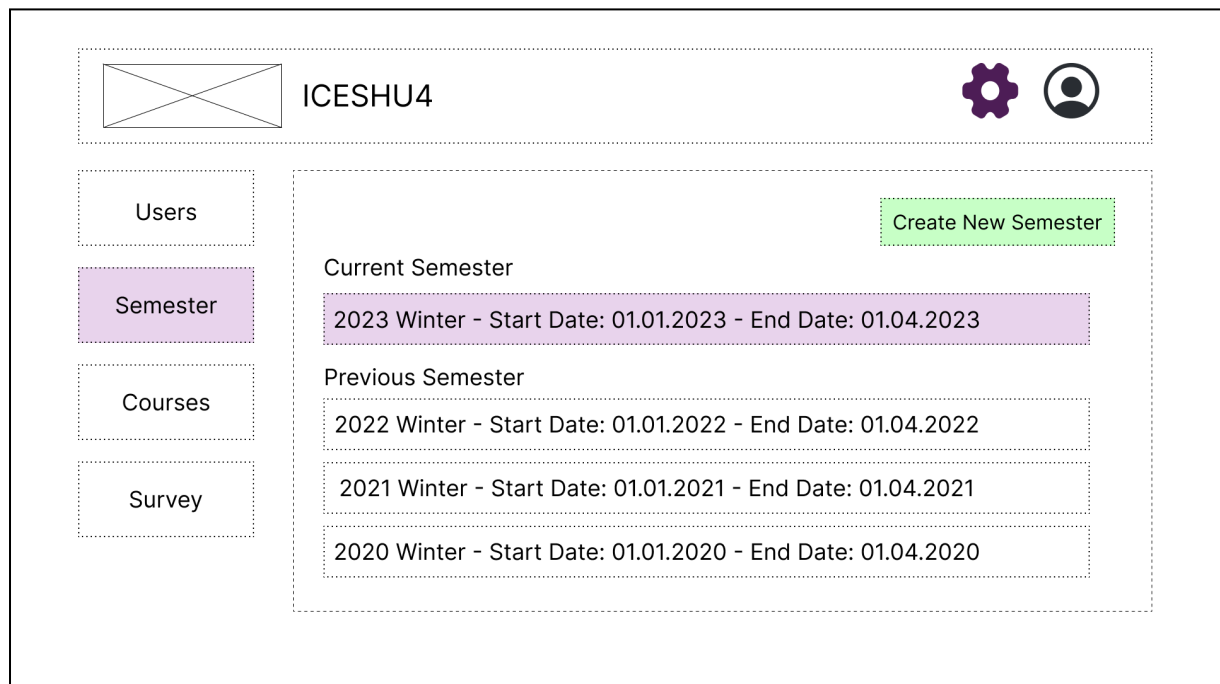 ICESHU4
Users
Semester
Courses
Survey
Create New Semester
Current Semester
2023 Winter - Start Date: 01.01.2023 - End Date: 01.04.2023
Previous Semester
2022 Winter - Start Date: 01.01.2022 - End Date: 01.04.2022
2021 Winter - Start Date: 01.01.2021 - End Date: 01.04.2021
2020 Winter - Start Date: 01.01.2020 - End Date: 01.04.2020